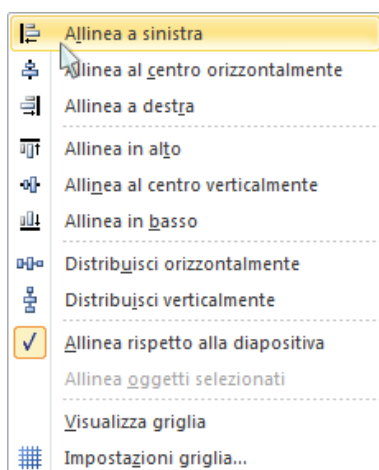 Allinea a sinistra
Allinea al centro orizzontalmente
Allinea a destra
Allinea in alto
Allinea al centro verticalmente
Allinea in basso
Distribuisci orizzontalmente
Distribuisci verticalmente
Allinea rispetto alla diapositiva
Allinea oggetti selezionati
Visualizza griglia
Impostazioni griglia...